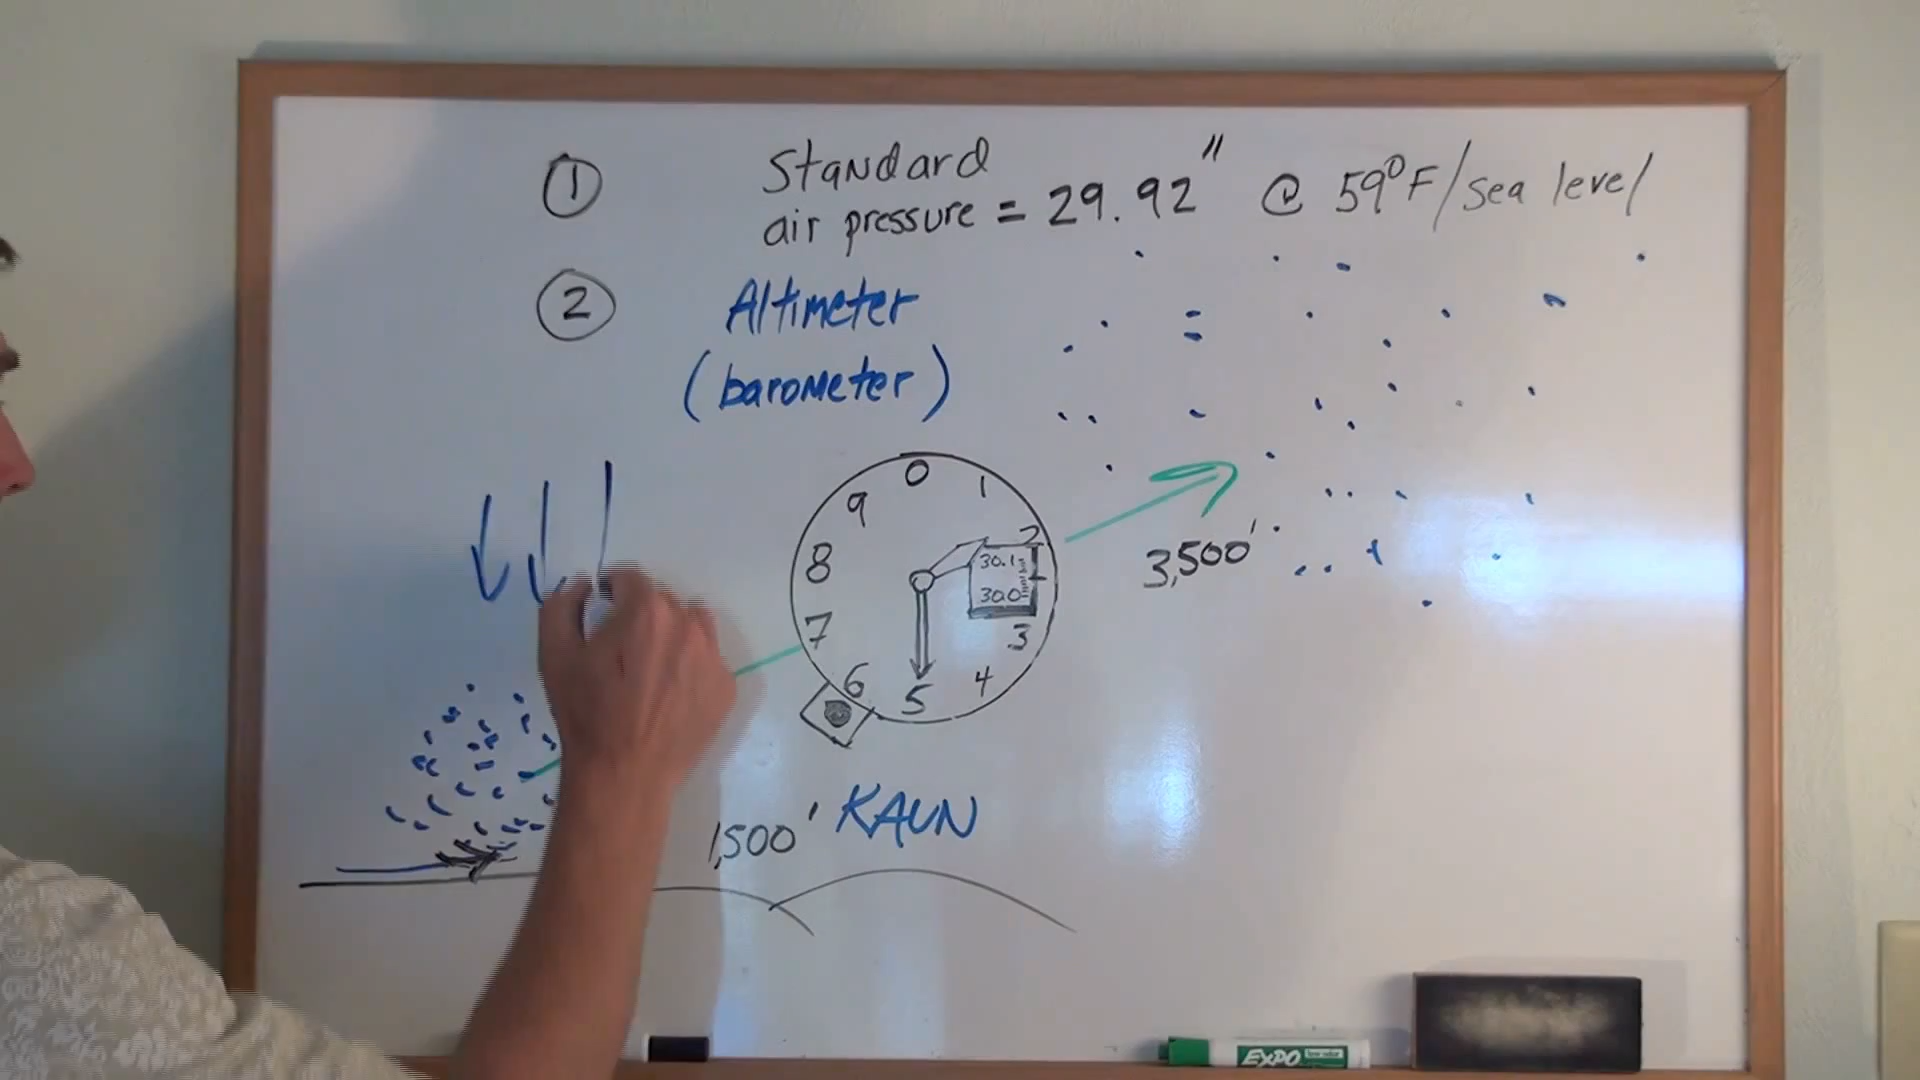 1
Standard
air pressure = 29.92" @ 59°F/sea level
2
Altimeter
(barometer)
0
9
1
8
2
30.1
30.0
7
3
6
5
4
3,500'
1,500' KAUN
EXPO